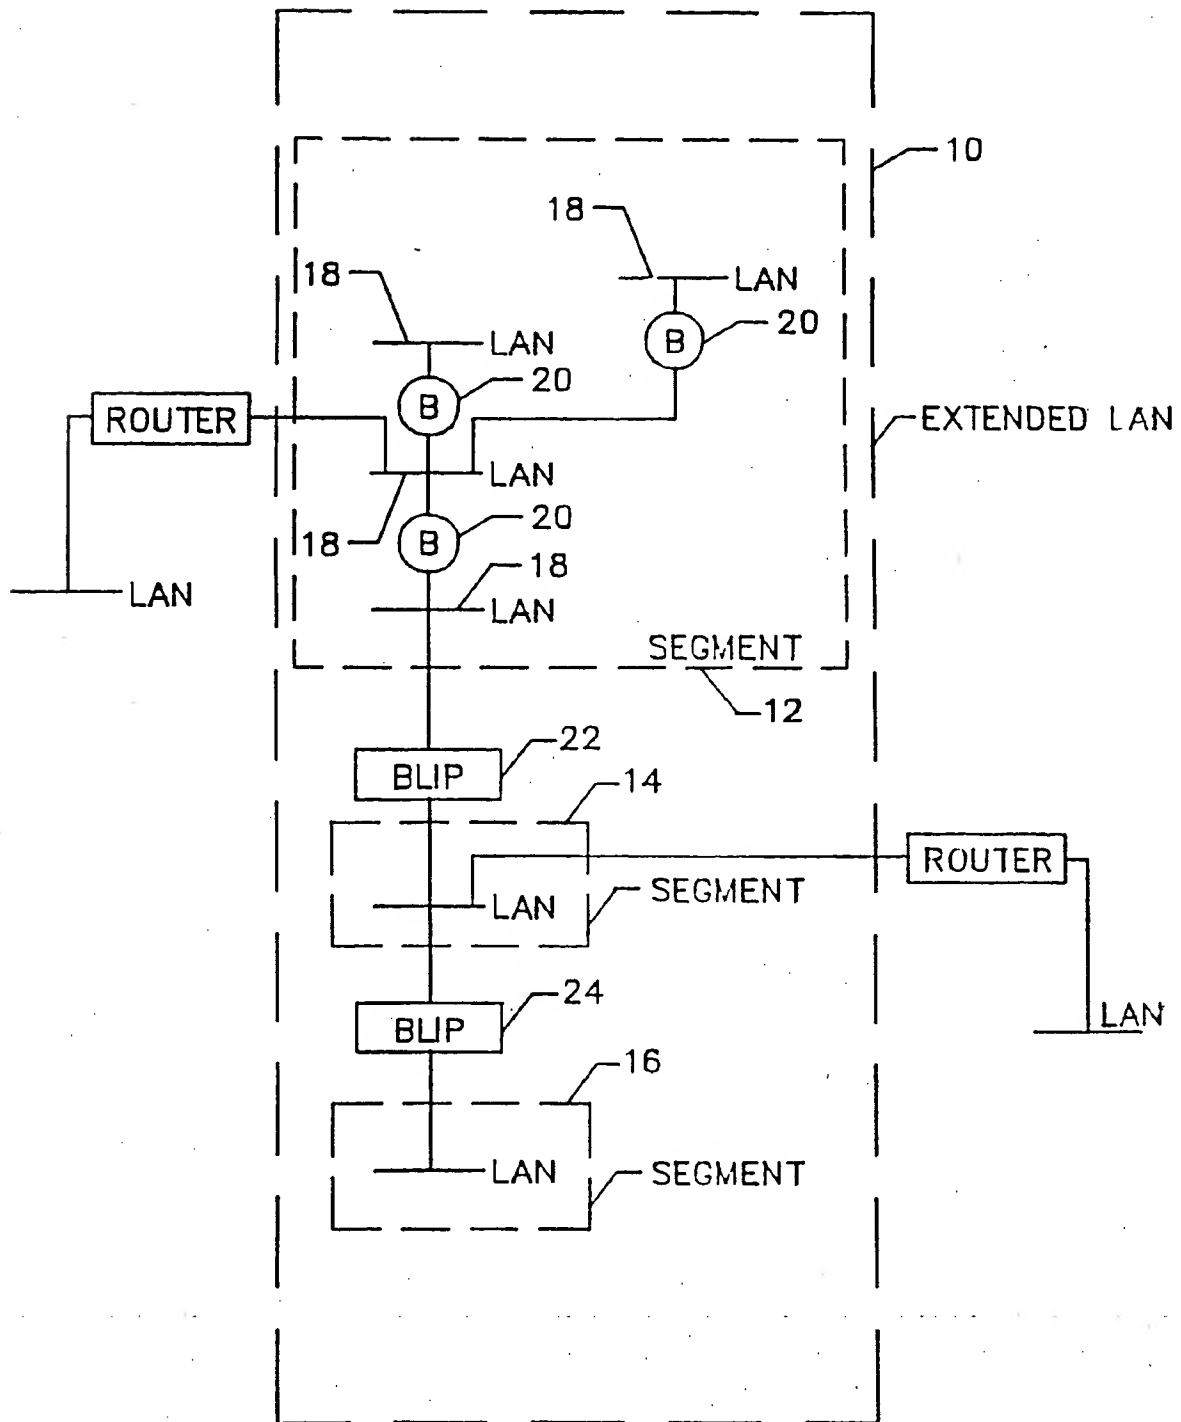 10
18
LAN
18
20
B
LAN
20
B
ROUTER
EXTENDED LAN
LAN
20
18
B
18
LAN
LAN
SEGMENT
12
22
BLIP
14
ROUTER
SEGMENT
LAN
24
BLIP
LAN
16
LAN
SEGMENT